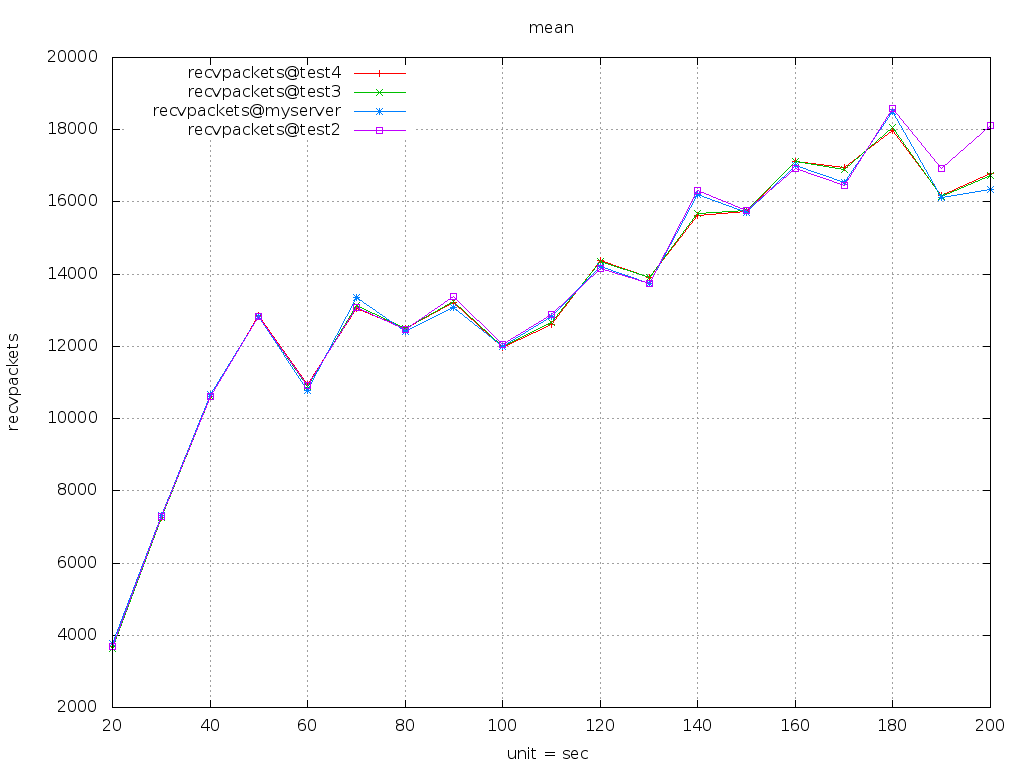 mean
20000
18000
16000
14000
12000
10000
8000
6000
4000
2000
recvpackets
recvpackets@test4
recvpackets@test3
recvpackets@myserver
recvpackets@test2
20 40 60 80 100 120 140 160 180 200
unit = sec